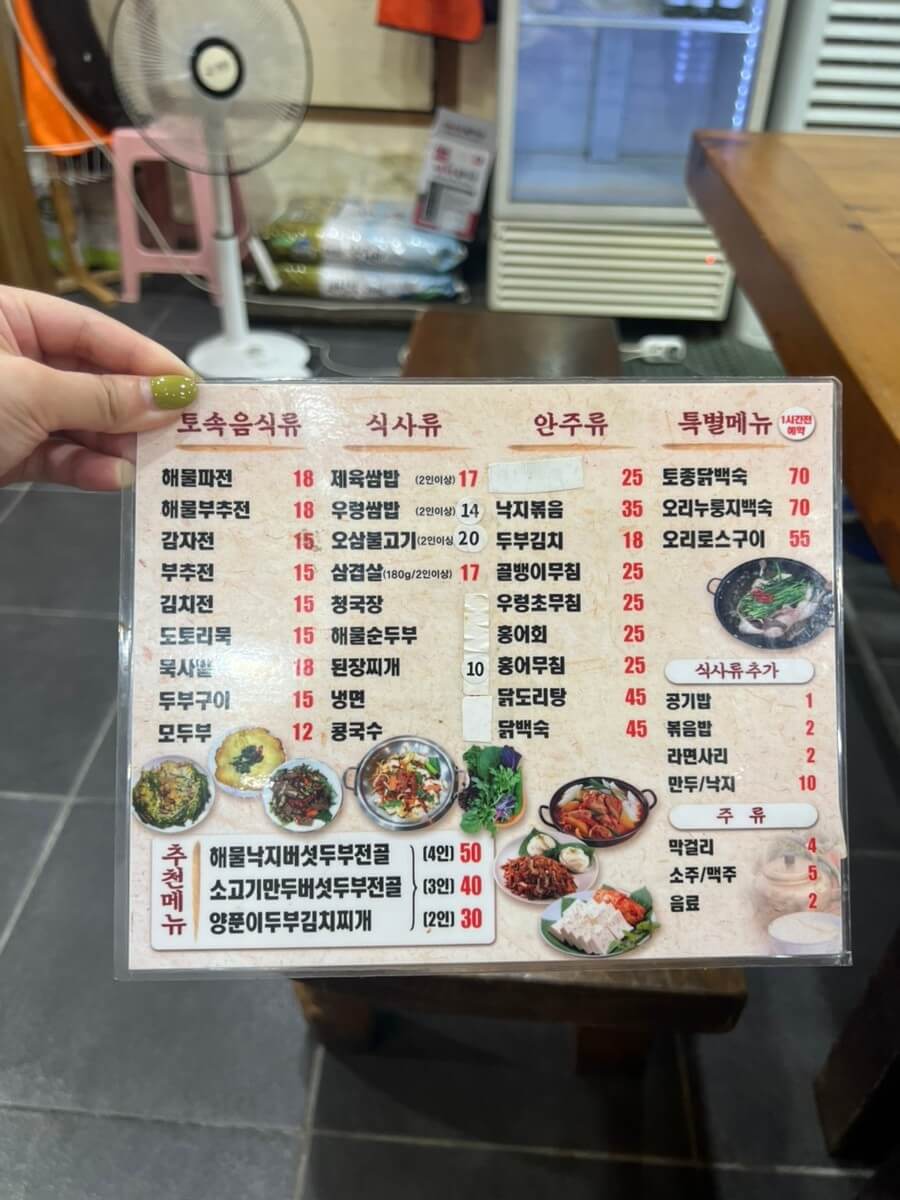 토속음식류
해물파전 18
해물부추전 18
감자전 15
부추전 15
김치전 15
도토리묵 15
묵사발 18
두부구이 15
모두부 12
식사류
제육쌈밥 (2인이상) 17
우렁쌈밥 (2인이상) 14
오삼불고기 (2인이상) 20
삼겹살 (180g/2인이상) 17
청국장
해물순두부
된장찌개 10
냉면
콩국수
안주류
25
낙지볶음 35
두부김치 18
골뱅이무침 25
우렁초무침 25
홍어회 25
홍어무침 25
닭도리탕 45
닭백숙 45
특별메뉴 1시간전 예약
토종닭백숙 70
오리누룽지백숙 70
오리로스구이 55
식사류 추가
공기밥 1
볶음밥 2
라면사리 2
만두/낙지 10
주 류
막걸리 4
소주/맥주 5
음료 2
추천메뉴
해물낙지버섯두부전골 (4인) 50
소고기만두버섯두부전골 (3인) 40
양푼이두부김치찌개 (2인) 30